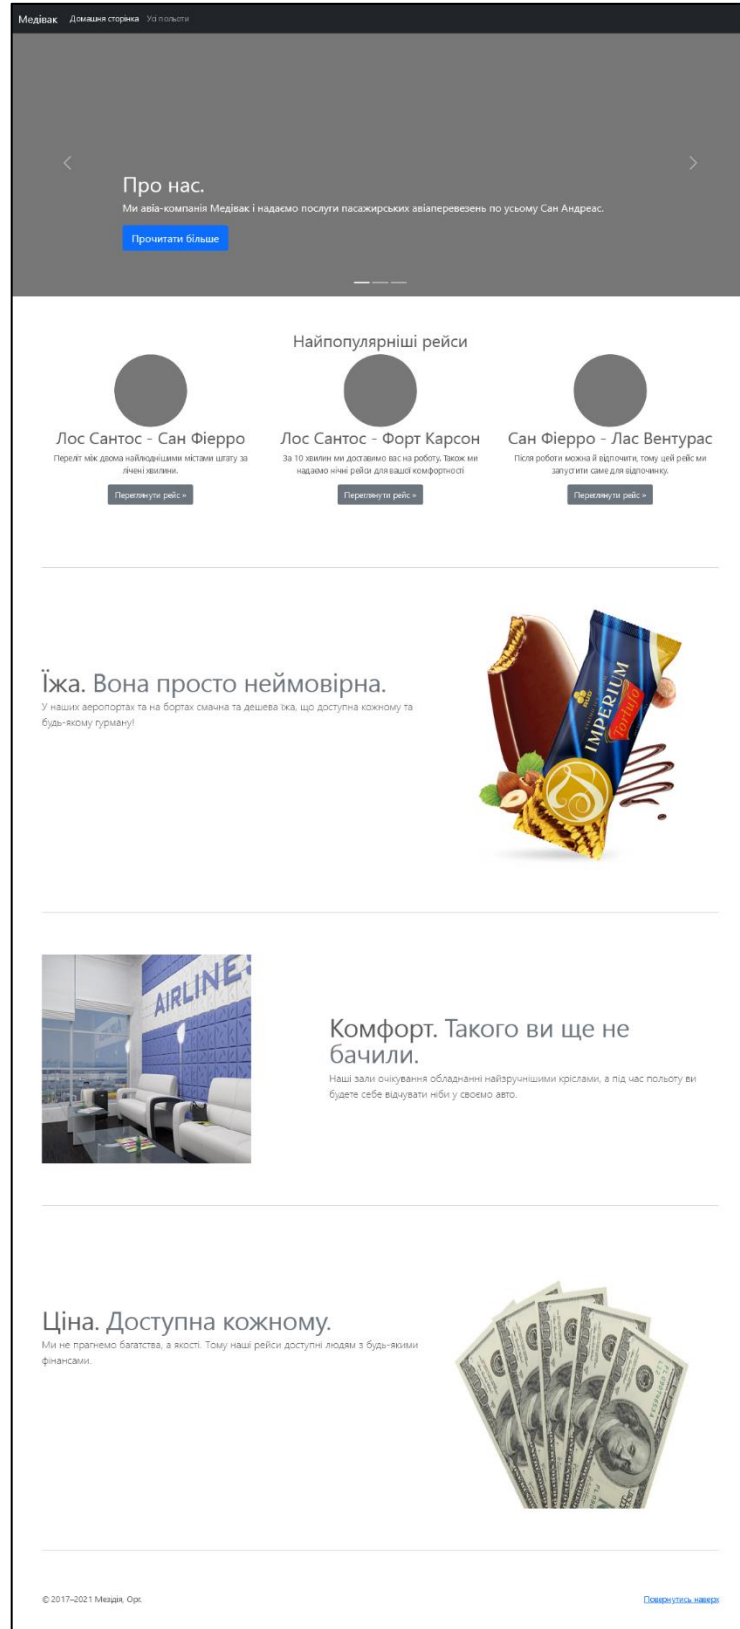 Медівак Домашня сторінка Усі польоти
Про нас.
Ми авіа-компанія Медівак і надаємо послуги пасажирських авіаперевезень по усьому Сан Андреас.
Прочитати більше
Найпопулярніші рейси
Лос Сантос - Сан Фієрро
Переліт між двома найлюднішими містами штату за
лічені хвилини.
Переглянути рейс »
Лос Сантос - Форт Карсон
За 10 хвилин ми доставимо вас на роботу. Також ми
надаємо нічні рейси для вашої комфортності
Переглянути рейс »
Сан Фієрро - Лас Вентурас
Після роботи можна й відпочити, тому цей рейс ми
запустити саме для відпочинку.
Переглянути рейс »
Їжа. Вона просто неймовірна.
У наших аеропортах та на бортах смачна та дешева їжа, що доступна кожному та
будь-якому гурману!
IMPERIUM
Tortufo
AIRLINES
Комфорт. Такого ви ще не
бачили.
Наші зали очікування обладнанні найзручнішими кріслами, а під час польоту ви
будете себе відчувати ніби у своємо авто.
Ціна. Доступна кожному.
Ми не прагнемо багатства, а якості. Тому наші рейси доступні людям з будь-якими
фінансами.
© 2017–2021 Мезідія, Орг.
Повернутись наверх